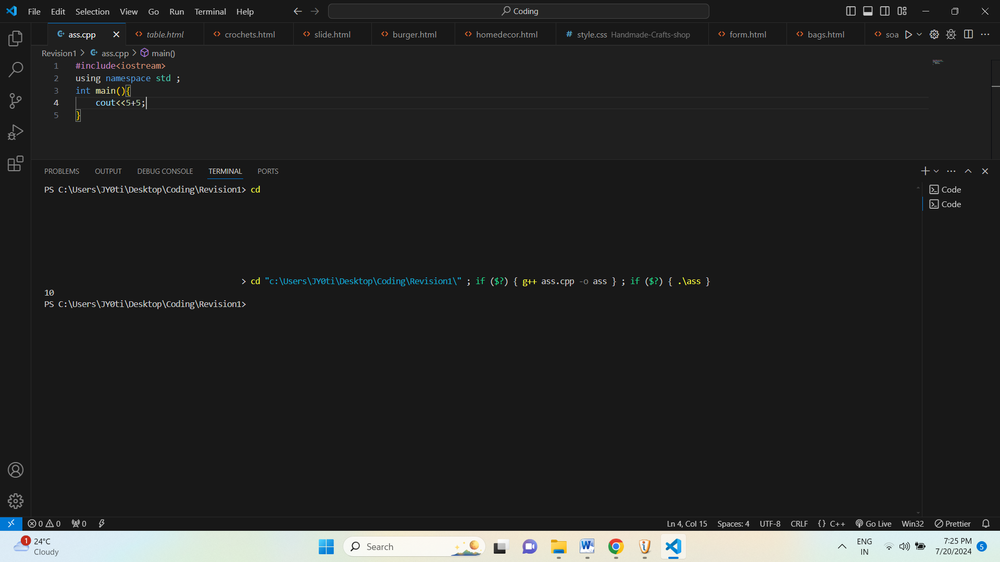 File Edit Selection View Go Run Terminal Help Coding
ass.cpp table.html crochets.html slide.html burger.html homedecor.html style.css Handmade-Crafts-shop form.html bags.html soa
Revision1 > ass.cpp > main()
1 #include<iostream>
2 using namespace std ;
3 int main(){
4 cout<<5+5;
5 }
PROBLEMS OUTPUT DEBUG CONSOLE TERMINAL PORTS
PS C:\Users\JY0ti\Desktop\Coding\Revision1> cd
Code
Code
> cd "c:\Users\JY0ti\Desktop\Coding\Revision1\" ; if ($?) { g++ ass.cpp -o ass } ; if ($?) { .\ass }
10
PS C:\Users\JY0ti\Desktop\Coding\Revision1>
0 0 0 Ln 4, Col 15 Spaces: 4 UTF-8 CRLF {} C++ Go Live Win32 Prettier
1 24°C
Cloudy
Search
ENG
IN
7:25 PM
7/20/2024
5